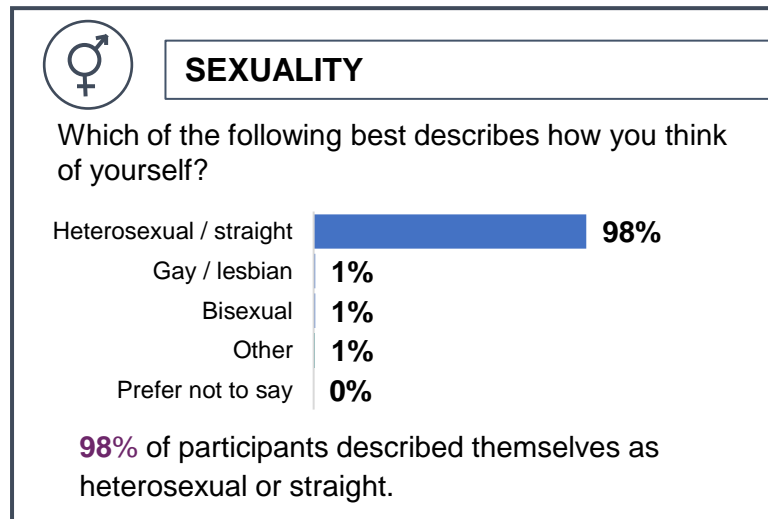 SEXUALITY
Which of the following best describes how you think
of yourself?
Heterosexual / straight 98%
Gay / lesbian 1%
Bisexual 1%
Other 1%
Prefer not to say 0%
98% of participants described themselves as
heterosexual or straight.